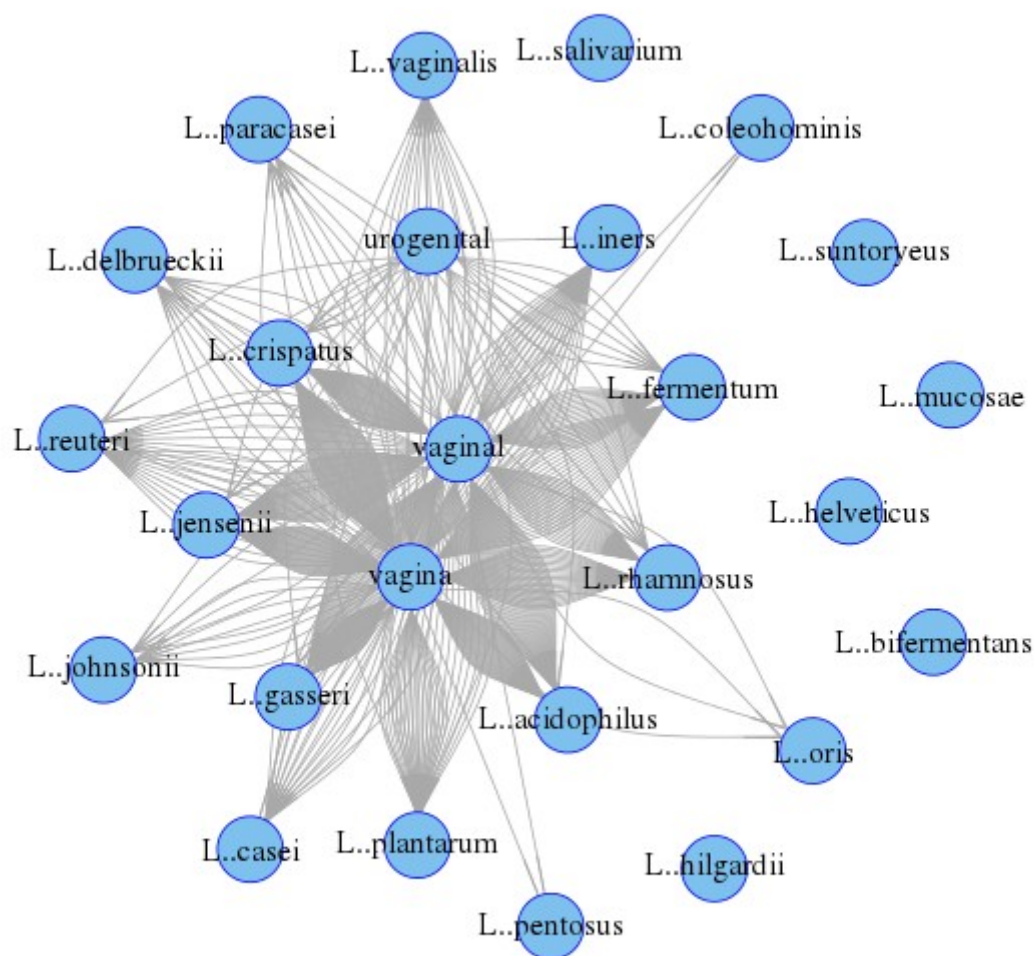 L..salivarium
L..vaginalis
L..paracasei
L..coleohominis
urogenital
L..iners
L..suntoryeus
L..delbrueckii
L..crispatus
L..fermentum
L..mucosae
L..reuteri
vaginal
L..helveticus
L..jensenii
vagina
L..rhamnosus
L..bifermentans
L..johnsonii
L..gasseri
L..acidophilus
L..oris
L..casei
L..plantarum
L..hilgardii
L..pentosus